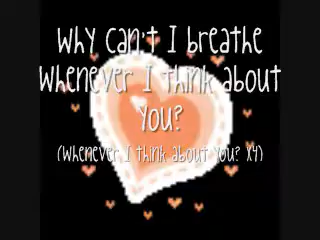 Why Can't I breathe
Whenever I think about
You?
(Whenever I think about you? x4)